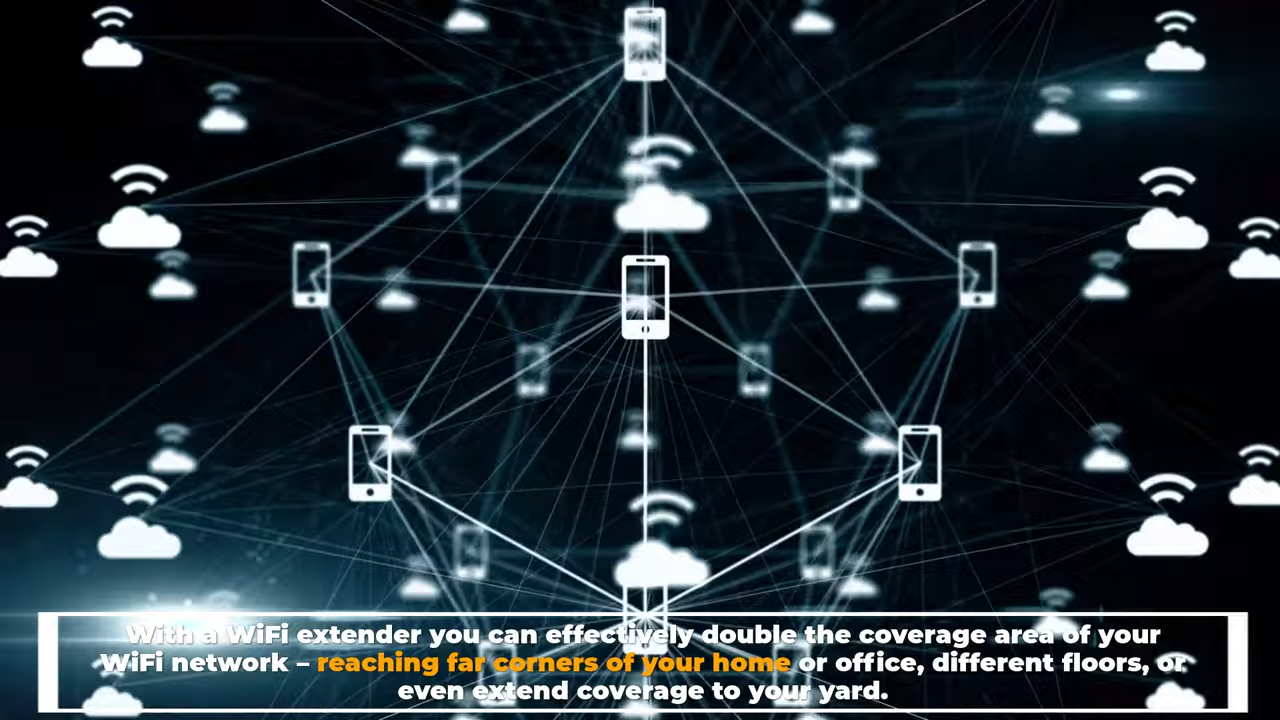 With a WiFi extender you can effectively double the coverage area of your
WiFi network – reaching far corners of your home or office, different floors, or
even extend coverage to your yard.